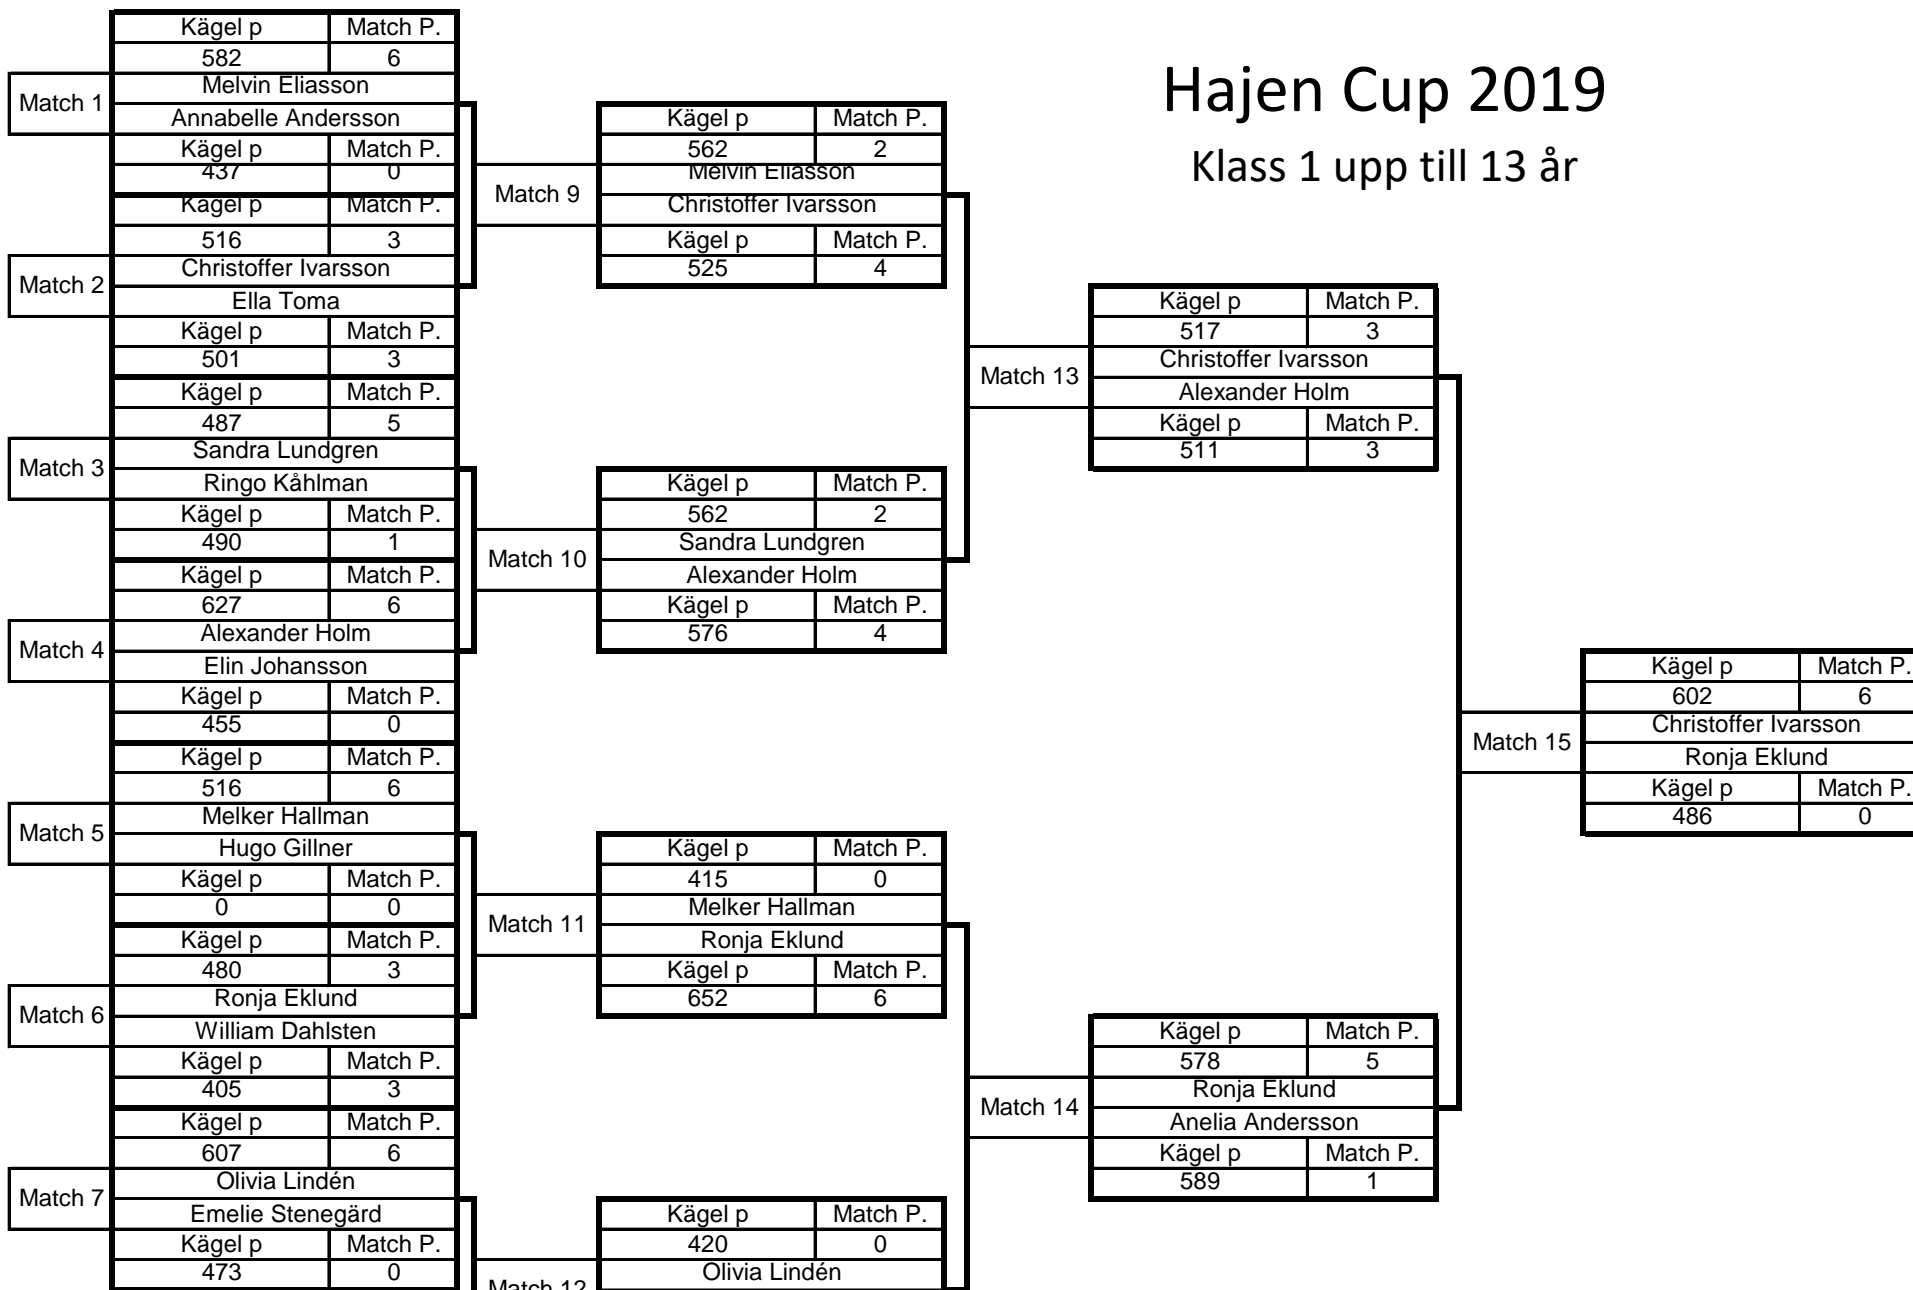 Hajen Cup 2019
Klass 1 upp till 13 år
Kägel p Match P.
582 6
Match 1
Melvin Eliasson
Annabelle Andersson
Kägel p Match P.
437 0
Kägel p Match P.
516 3
Match 2
Christoffer Ivarsson
Ella Toma
Kägel p Match P.
501 3
Kägel p Match P.
487 5
Match 3
Sandra Lundgren
Ringo Kåhlman
Kägel p Match P.
490 1
Kägel p Match P.
627 6
Match 4
Alexander Holm
Elin Johansson
Kägel p Match P.
455 0
Kägel p Match P.
516 6
Match 5
Melker Hallman
Hugo Gillner
Kägel p Match P.
0 0
Kägel p Match P.
480 3
Match 6
Ronja Eklund
William Dahlsten
Kägel p Match P.
405 3
Kägel p Match P.
607 6
Match 7
Olivia Lindén
Emelie Stenegärd
Kägel p Match P.
473 0
Kägel p Match P.
562 2
Match 9
Melvin Eliasson
Christoffer Ivarsson
Kägel p Match P.
525 4
Kägel p Match P.
562 2
Match 10
Sandra Lundgren
Alexander Holm
Kägel p Match P.
576 4
Kägel p Match P.
415 0
Match 11
Melker Hallman
Ronja Eklund
Kägel p Match P.
652 6
Kägel p Match P.
420 0
Match 12
Olivia Lindén
Kägel p Match P.
517 3
Match 13
Christoffer Ivarsson
Alexander Holm
Kägel p Match P.
511 3
Kägel p Match P.
578 5
Match 14
Ronja Eklund
Anelia Andersson
Kägel p Match P.
589 1
Kägel p Match P.
602 6
Match 15
Christoffer Ivarsson
Ronja Eklund
Kägel p Match P.
486 0